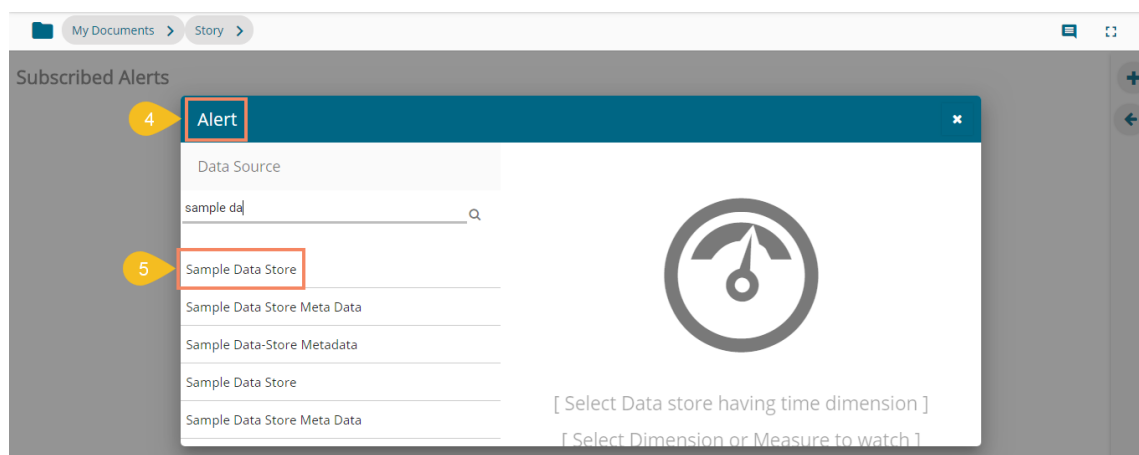 My Documents Story
Subscribed Alerts
4 Alert
Data Source
sample da
5 Sample Data Store
Sample Data Store Meta Data
Sample Data-Store Metadata
Sample Data Store
Sample Data Store Meta Data
[ Select Data store having time dimension ]
[ Select Dimension or Measure to watch ]